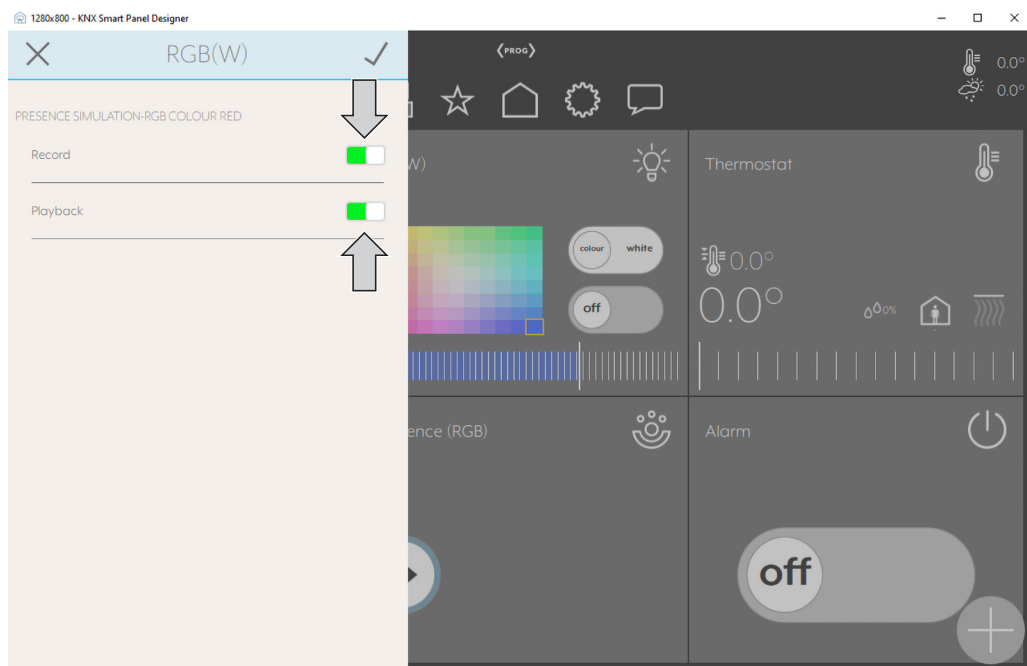 1280x800 - KNX Smart Panel Designer
RGB(W)
PROG
0.0°
0.0°
PRESENCE SIMULATION-RGB COLOUR RED
Record
Playback
W)
colour white
off
Thermostat
0.0°
0.0°
0%
ence (RGB)
Alarm
off